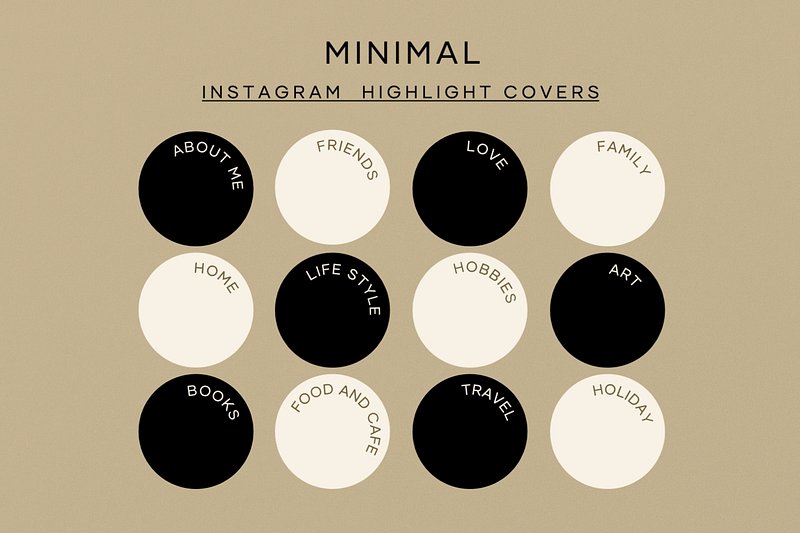 MINIMAL
INSTAGRAM HIGHLIGHT COVERS
ABOUT ME
FRIENDS
LOVE
FAMILY
HOME
LIFE STYLE
HOBBIES
ART
BOOKS
FOOD AND CAFE
TRAVEL
HOLIDAY